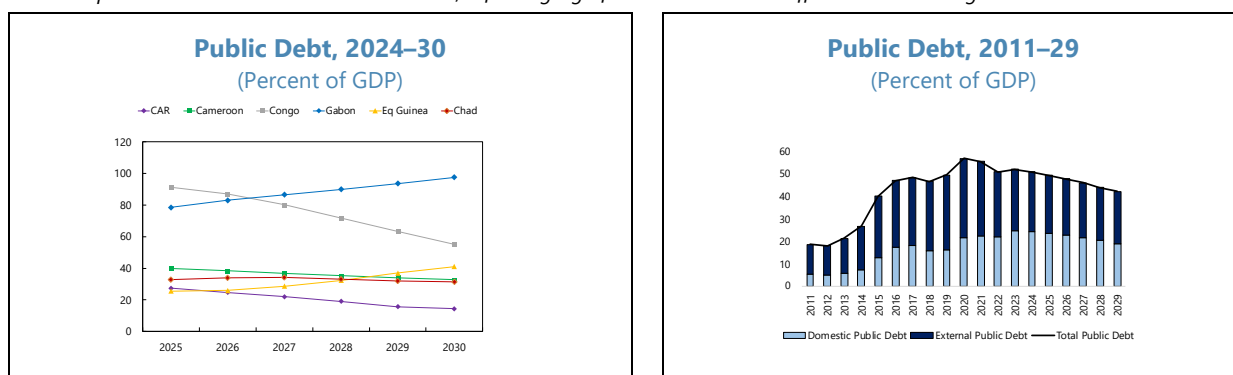 Public Debt, 2024–30
(Percent of GDP)
CAR Cameroon Congo Gabon Eq Guinea Chad
120
100
80
60
40
20
0
2025 2026 2027 2028 2029 2030
Public Debt, 2011–29
(Percent of GDP)
60
50
40
30
20
10
0
2011 2012 2013 2014 2015 2016 2017 2018 2019 2020 2021 2022 2023 2024 2025 2026 2027 2028 2029
Domestic Public Debt External Public Debt Total Public Debt